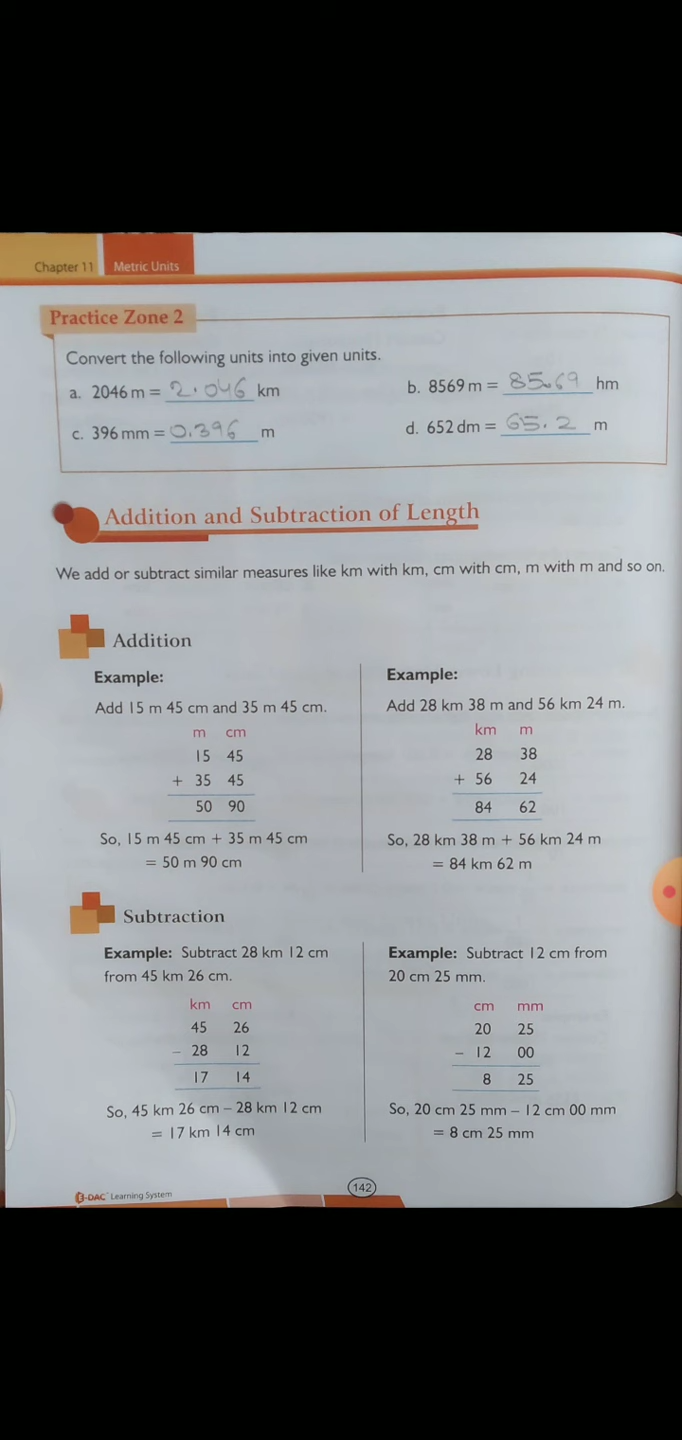 Chapter 11 Metric Units
Practice Zone 2
Convert the following units into given units.
a. 2046 m = 2.046 km b. 8569 m = 85.69 hm
c. 396 mm = 0.396 m d. 652 dm = 65.2 m
Addition and Subtraction of Length
We add or subtract similar measures like km with km, cm with cm, m with m and so on.
Addition
Example:
Add 15 m 45 cm and 35 m 45 cm.
m cm
15 45
+ 35 45
50 90
So, 15 m 45 cm + 35 m 45 cm
= 50 m 90 cm
Example:
Add 28 km 38 m and 56 km 24 m.
km m
28 38
+ 56 24
84 62
So, 28 km 38 m + 56 km 24 m
= 84 km 62 m
Subtraction
Example: Subtract 28 km 12 cm
from 45 km 26 cm.
km cm
45 26
– 28 12
17 14
So, 45 km 26 cm – 28 km 12 cm
= 17 km 14 cm
Example: Subtract 12 cm from
20 cm 25 mm.
cm mm
20 25
– 12 00
8 25
So, 20 cm 25 mm – 12 cm 00 mm
= 8 cm 25 mm
E-DAC™ Learning System
142